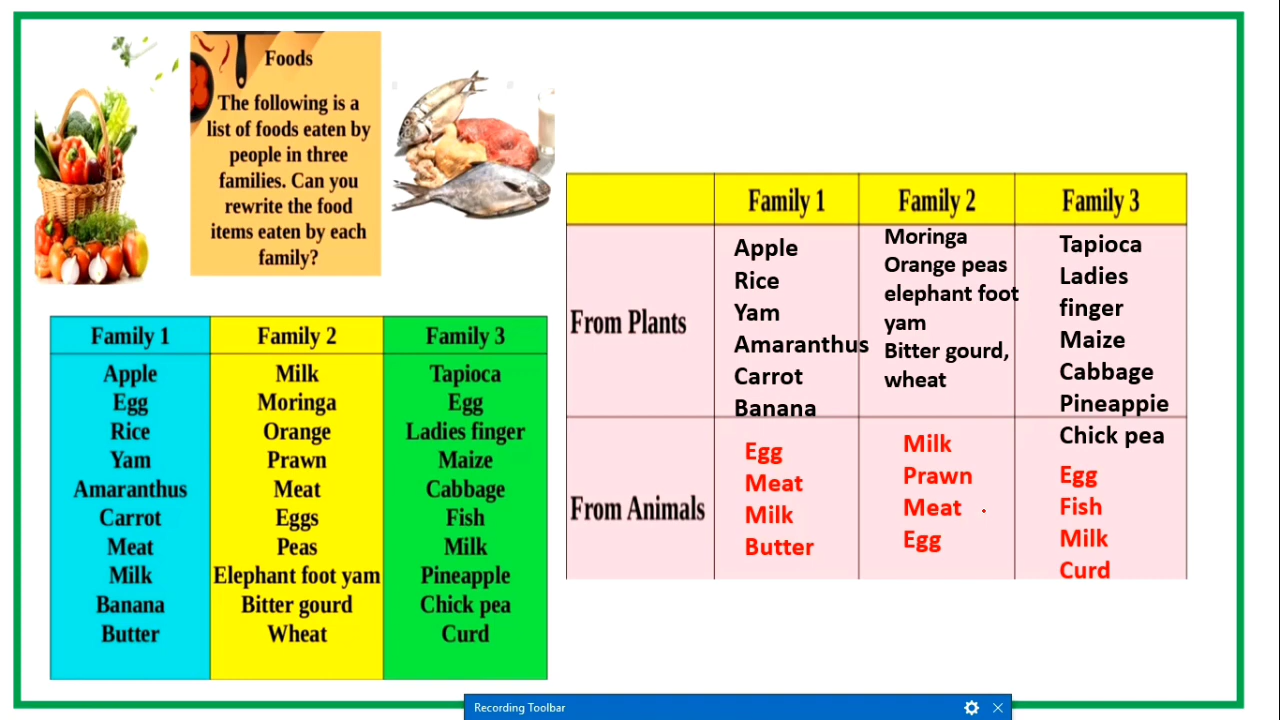 Foods
The following is a
list of foods eaten by
people in three
families. Can you
rewrite the food
items eaten by each
family?
Family 1
Family 2
Family 3
Apple
Milk
Tapioca
Egg
Moringa
Egg
Rice
Orange
Ladies finger
Yam
Prawn
Maize
Amaranthus
Meat
Cabbage
Carrot
Eggs
Fish
Meat
Peas
Milk
Milk
Elephant foot yam
Pineapple
Banana
Bitter gourd
Chick pea
Butter
Wheat
Curd
Family 1
Family 2
Family 3
From Plants
Apple
Rice
Yam
Amaranthus
Carrot
Banana
Moringa
Orange peas
elephant foot
yam
Bitter gourd,
wheat
Tapioca
Ladies
finger
Maize
Cabbage
Pineappie
Chick pea
From Animals
Egg
Meat
Milk
Butter
Milk
Prawn
Meat
Egg
Egg
Fish
Milk
Curd
Recording Toolbar